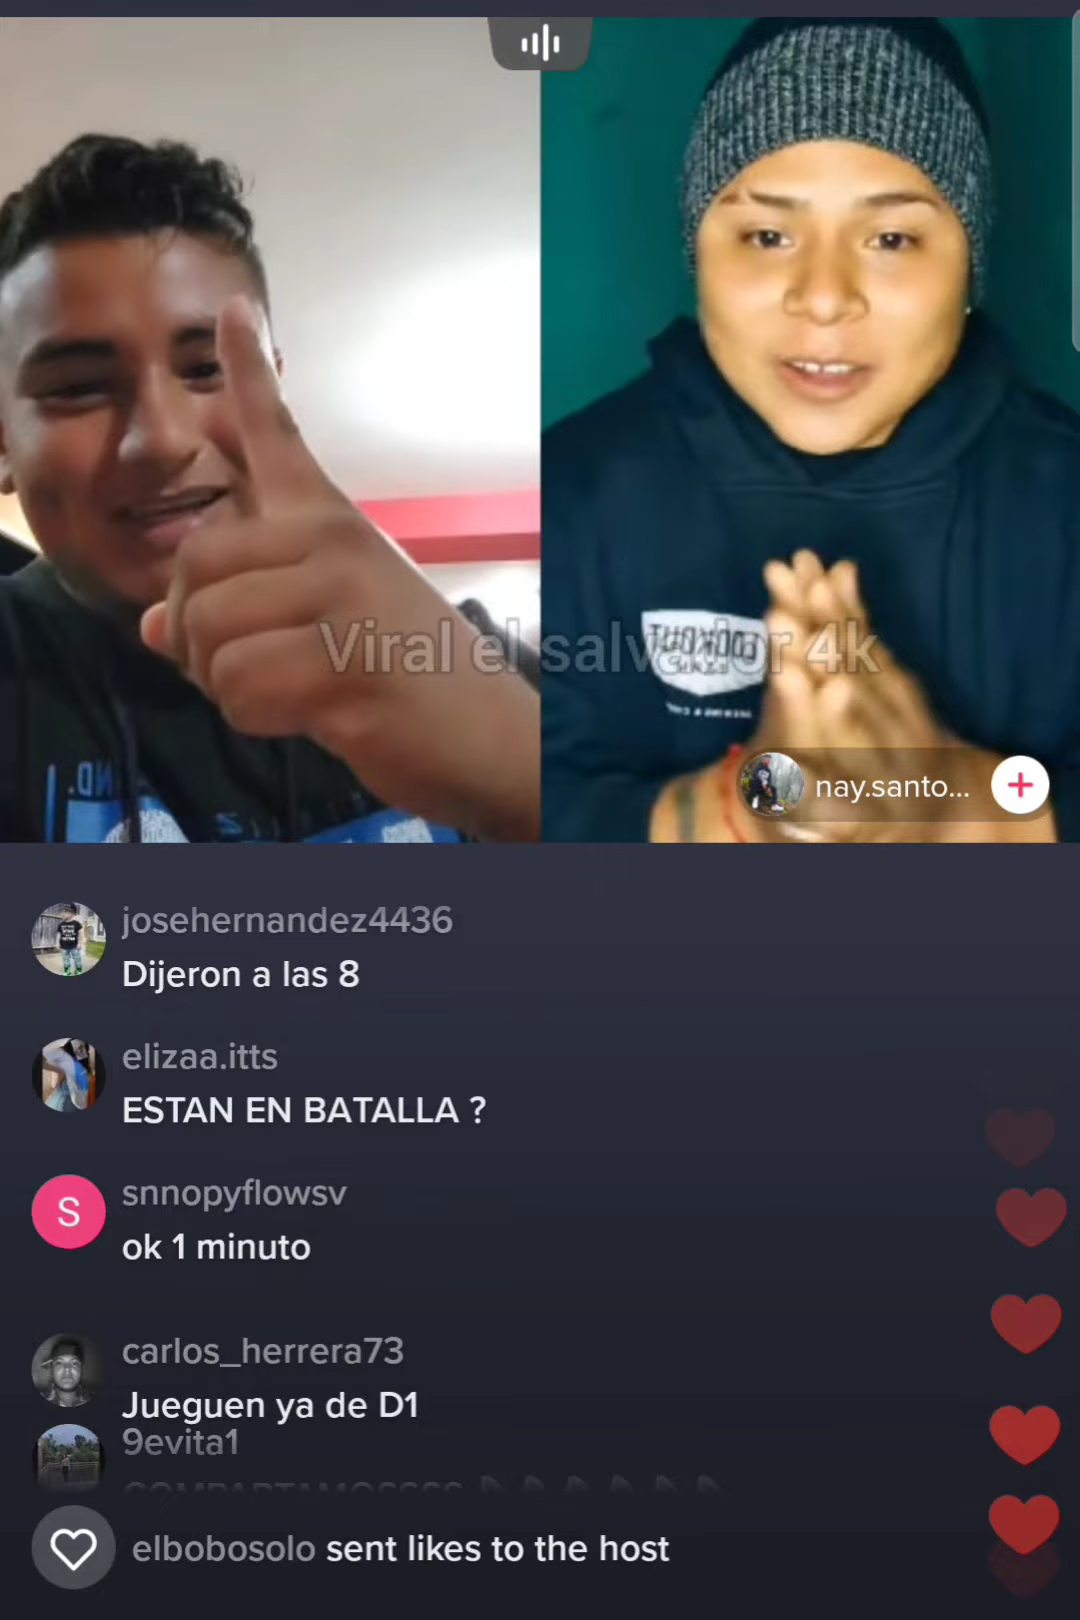 Viral el salvador 4k
nay.santo...
josehernandez4436
Dijeron a las 8
elizaa.itts
ESTAN EN BATALLA ?
S
snnopyflowsv
ok 1 minuto
carlos_herrera73
Jueguen ya de D1
9evita1
COMPARTAMOSSSS
elbobosolo sent likes to the host